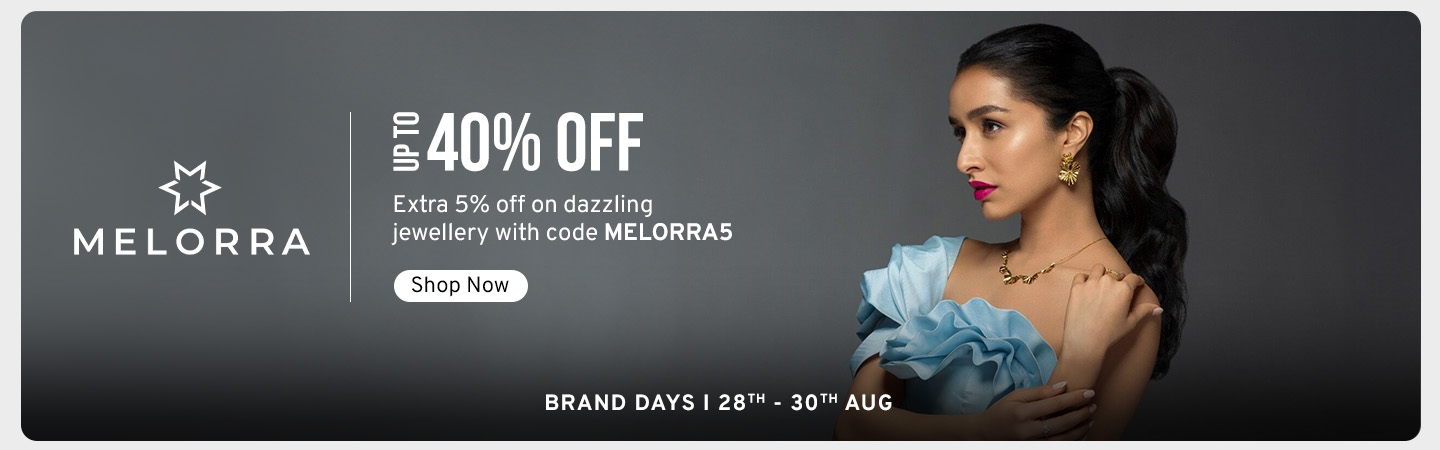 MELORRA
UP TO 40% OFF
Extra 5% off on dazzling
jewellery with code MELORRA5
Shop Now
BRAND DAYS I 28TH - 30TH AUG